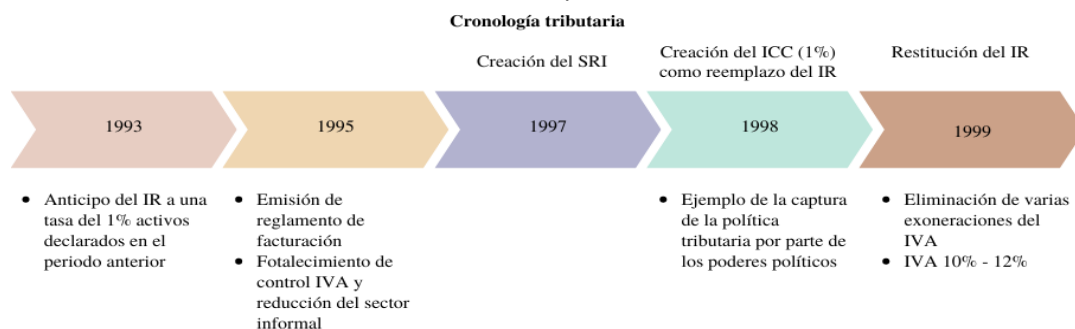 Cronología tributaria
Creación del SRI
Creación del ICC (1%)
como reemplazo del IR
Restitución del IR
1993
1995
1997
1998
1999
• Anticipo del IR a una
tasa del 1% activos
declarados en el
periodo anterior
• Emisión de
reglamento de
facturación
• Fotalecimiento de
control IVA y
reducción del sector
informal
• Ejemplo de la captura
de la política
tributaria por parte de
los poderes políticos
• Eliminación de varias
exoneraciones del
IVA
• IVA 10% - 12%